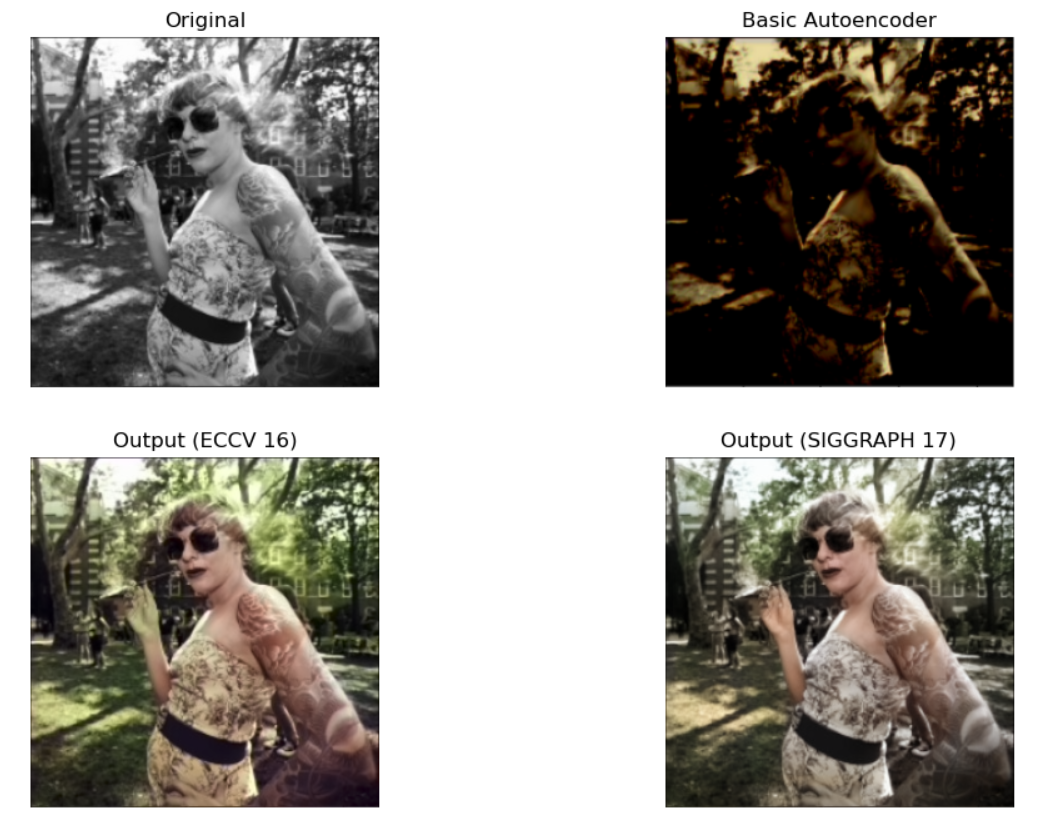 Original
Basic Autoencoder
Output (ECCV 16)
Output (SIGGRAPH 17)